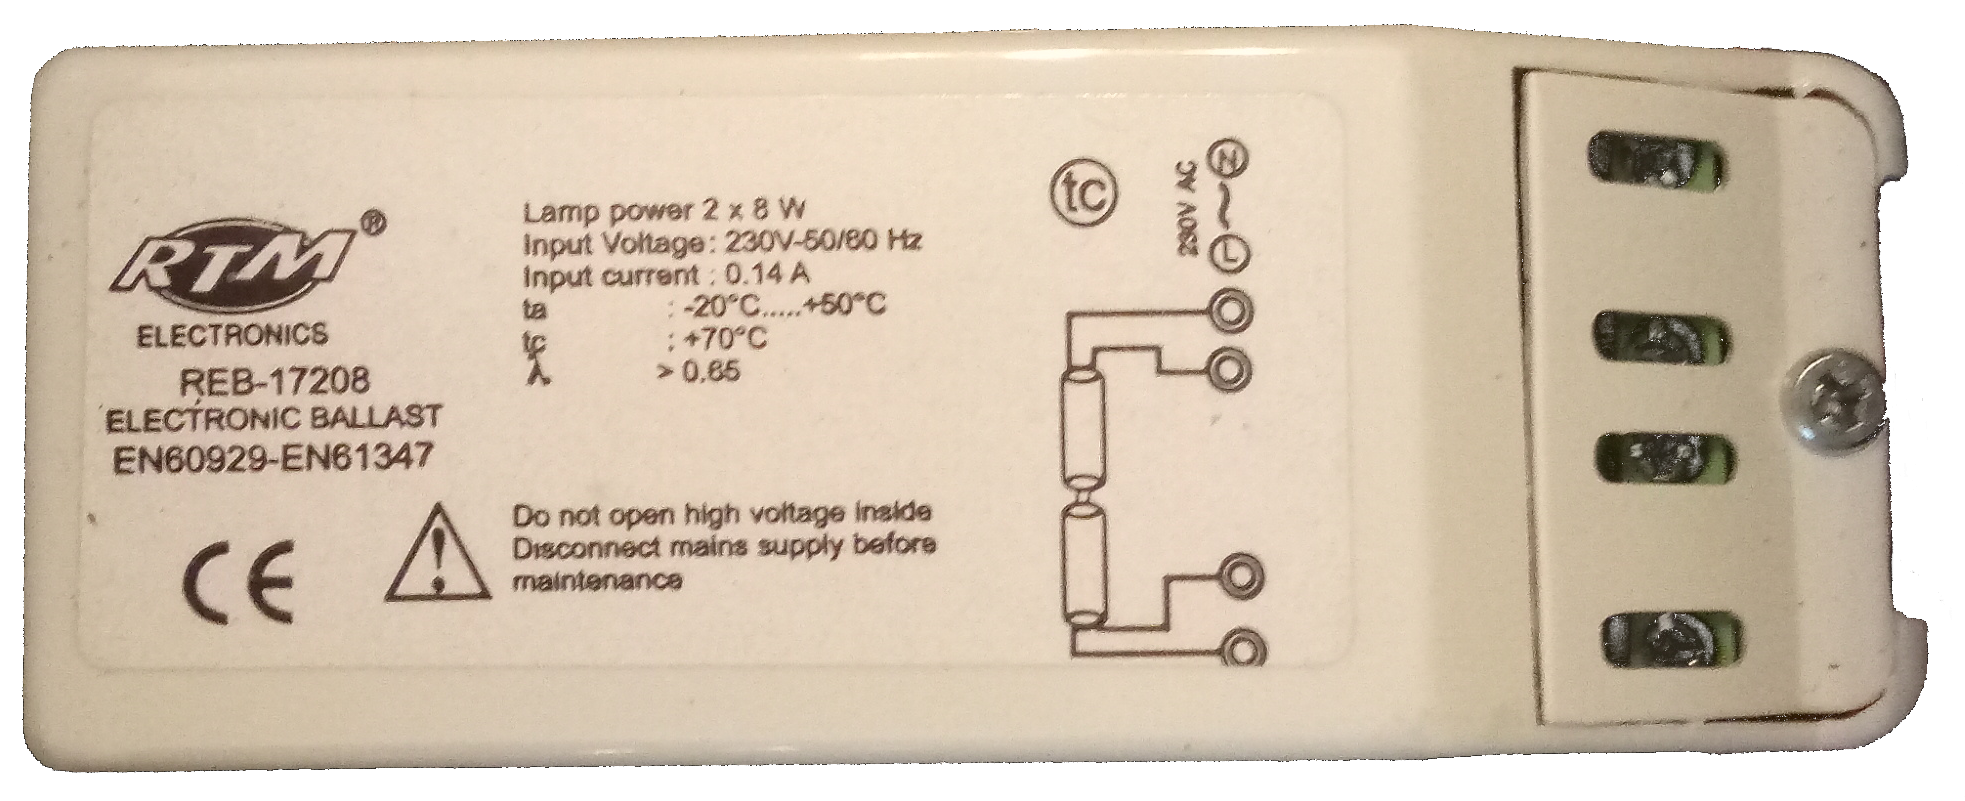 RTM®
ELECTRONICS
REB-17208
ELECTRONIC BALLAST
EN60929-EN61347
CE
Lamp power 2 x 8 W
Input Voltage: 230V-50/60 Hz
Input current : 0.14 A
ta : -20°C.....+50°C
tc : +70°C
λ > 0.65
Do not open high voltage inside
Disconnect mains supply before
maintenance
tc
230V AC
N
~
L